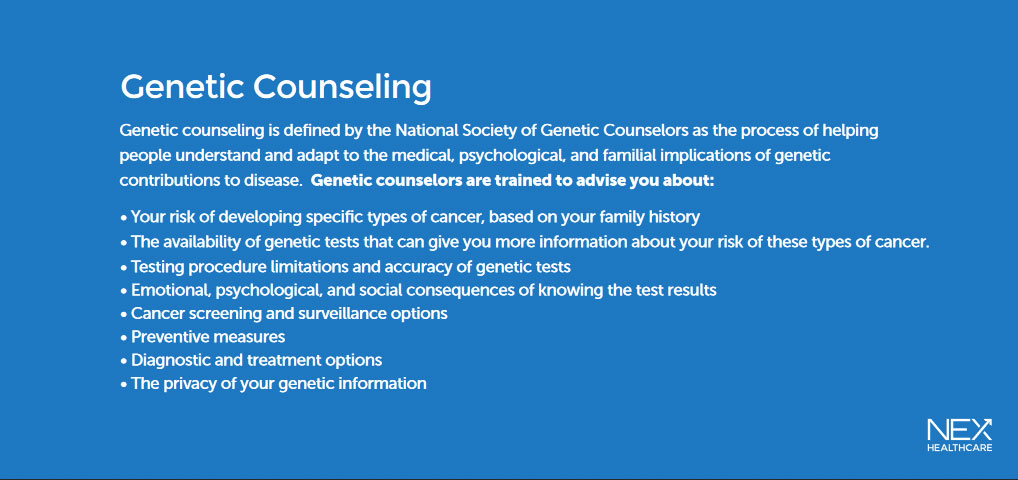 Genetic Counseling
Genetic counseling is defined by the National Society of Genetic Counselors as the process of helping
people understand and adapt to the medical, psychological, and familial implications of genetic
contributions to disease.  Genetic counselors are trained to advise you about:
• Your risk of developing specific types of cancer, based on your family history
• The availability of genetic tests that can give you more information about your risk of these types of cancer.
• Testing procedure limitations and accuracy of genetic tests
• Emotional, psychological, and social consequences of knowing the test results
• Cancer screening and surveillance options
• Preventive measures
• Diagnostic and treatment options
• The privacy of your genetic information
NEX
HEALTHCARE